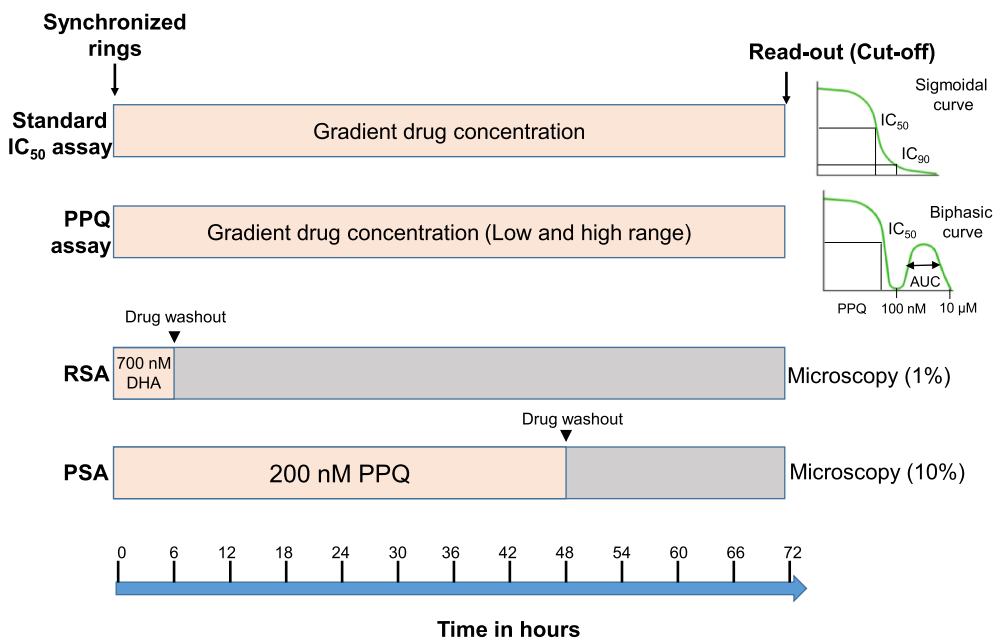 Synchronized
rings
Read-out (Cut-off)
Standard
IC50 assay
Gradient drug concentration
Sigmoidal
curve
IC50
IC90
PPQ
assay
Gradient drug concentration (Low and high range)
Biphasic
curve
IC50
AUC
PPQ 100 nM 10 µM
Drug washout
RSA
700 nM
DHA
Microscopy (1%)
Drug washout
PSA
200 nM PPQ
Microscopy (10%)
0 6 12 18 24 30 36 42 48 54 60 66 72
Time in hours